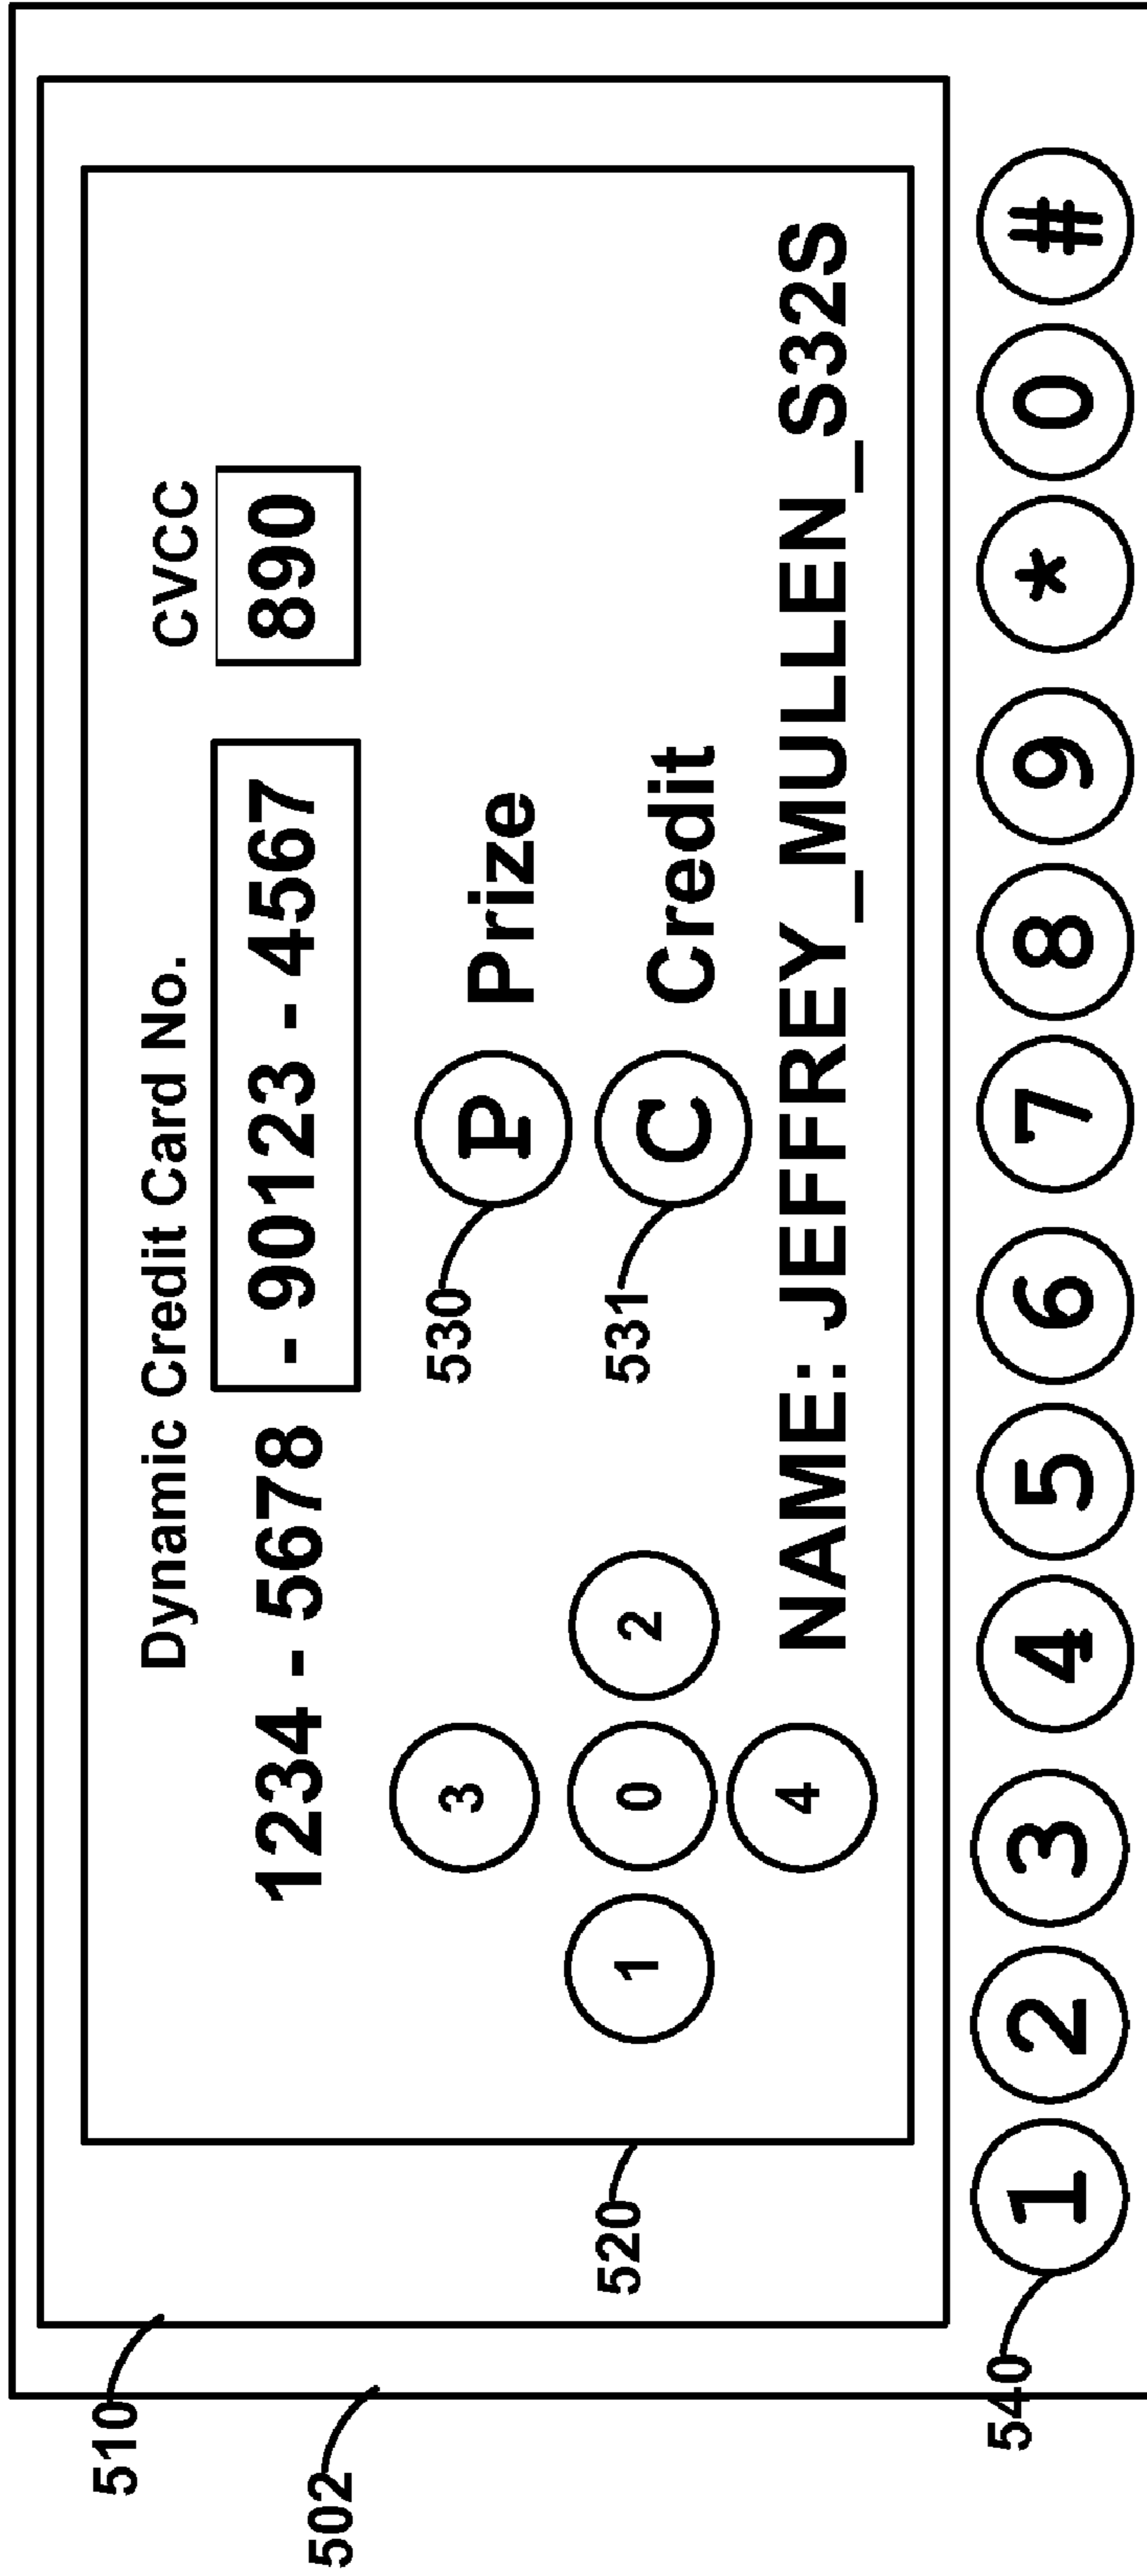 510
502
Dynamic Credit Card No.
CVCC
1234 - 5678 - 90123 - 4567
890
3
530
P Prize
1 0 2
531
C Credit
520
4
NAME: JEFFREY_MULLEN_S32S
540
1 2 3 4 5 6 7 8 9 * 0 #